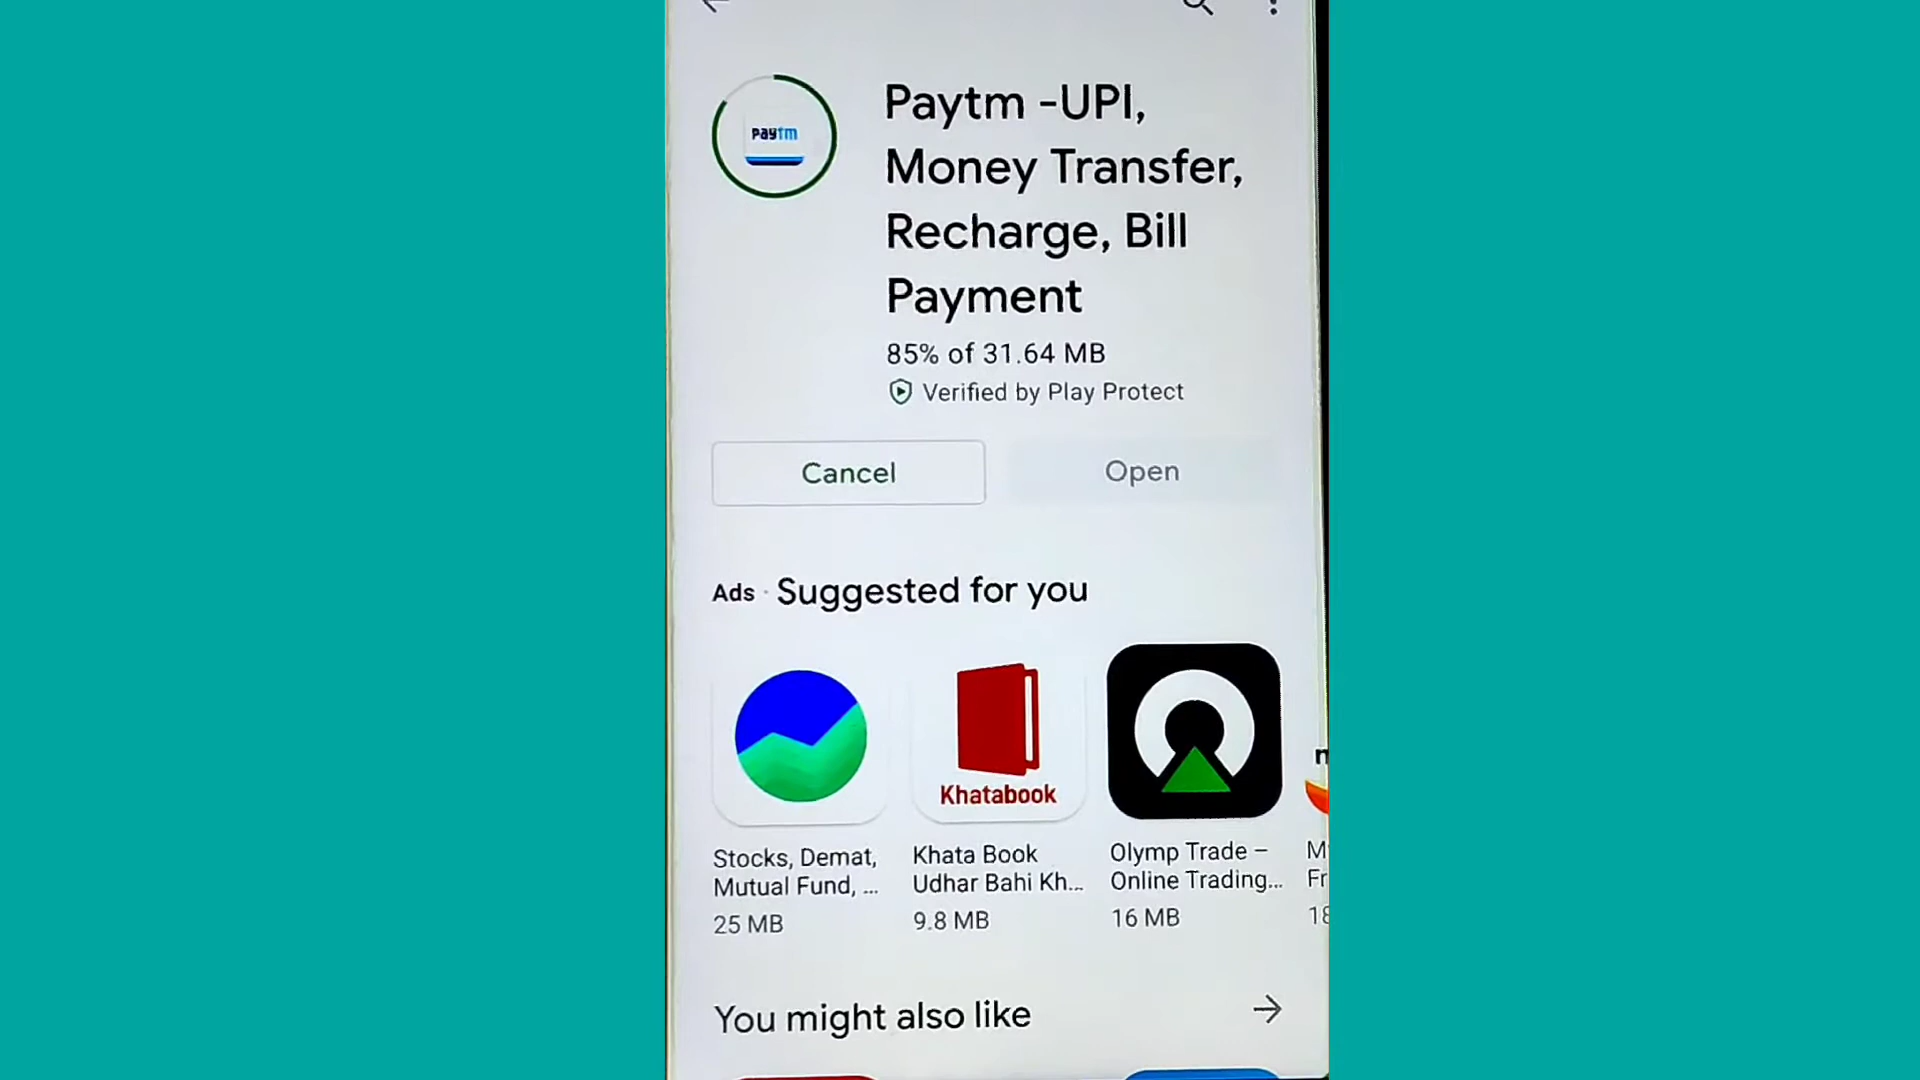 paytm
Paytm -UPI,
Money Transfer,
Recharge, Bill
Payment
85% of 31.64 MB
Verified by Play Protect
Cancel
Open
Ads · Suggested for you
Khatabook
Stocks, Demat,
Mutual Fund, ...
25 MB
Khata Book
Udhar Bahi Kh...
9.8 MB
Olymp Trade –
Online Trading...
16 MB
You might also like